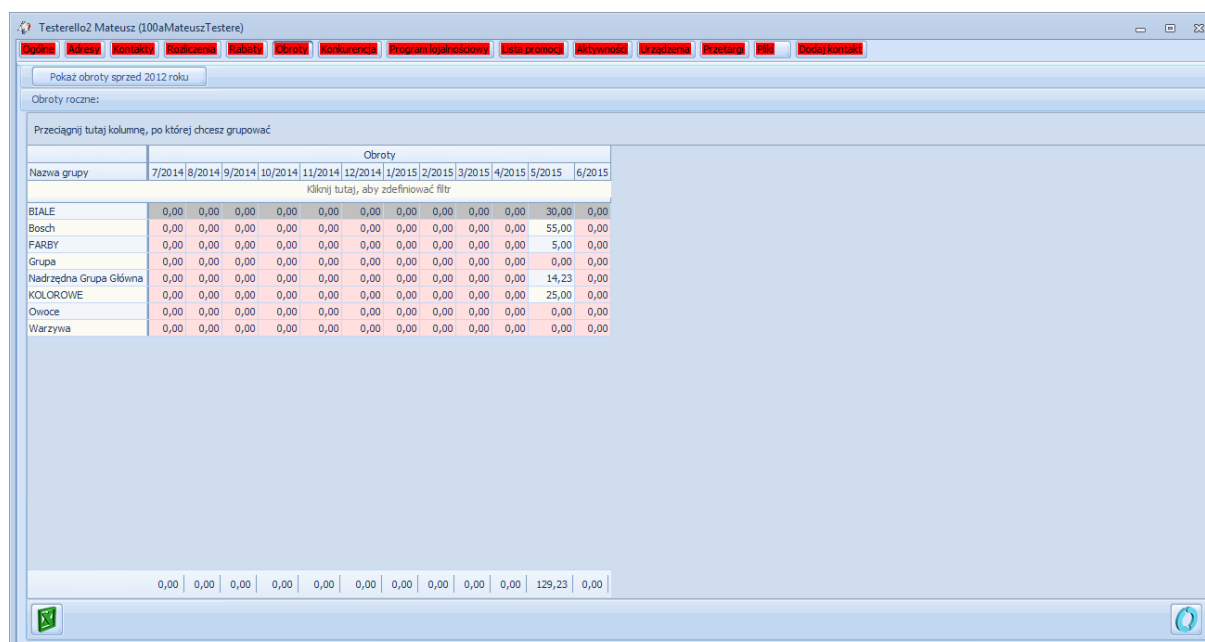 Testerello2 Mateusz (100aMateuszTestere)
Ogólne Adresy Kontakty Rozliczenia Rabaty Obroty Konkurencja Program lojalnościowy Lista promocji Aktywności Urządzenia Przetargi Pliki Dodaj kontakt
Pokaż obroty sprzed 2012 roku
Obroty roczne:
Przeciągnij tutaj kolumnę, po której chcesz grupować
Obroty
Nazwa grupy 7/2014 8/2014 9/2014 10/2014 11/2014 12/2014 1/2015 2/2015 3/2015 4/2015 5/2015 6/2015
Kliknij tutaj, aby zdefiniować filtr
BIALE 0,00 0,00 0,00 0,00 0,00 0,00 0,00 0,00 0,00 0,00 30,00 0,00
Bosch 0,00 0,00 0,00 0,00 0,00 0,00 0,00 0,00 0,00 0,00 55,00 0,00
FARBY 0,00 0,00 0,00 0,00 0,00 0,00 0,00 0,00 0,00 0,00 5,00 0,00
Grupa 0,00 0,00 0,00 0,00 0,00 0,00 0,00 0,00 0,00 0,00 0,00 0,00
Nadrzędna Grupa Główna 0,00 0,00 0,00 0,00 0,00 0,00 0,00 0,00 0,00 0,00 14,23 0,00
KOLOROWE 0,00 0,00 0,00 0,00 0,00 0,00 0,00 0,00 0,00 0,00 25,00 0,00
Owoce 0,00 0,00 0,00 0,00 0,00 0,00 0,00 0,00 0,00 0,00 0,00 0,00
Warzywa 0,00 0,00 0,00 0,00 0,00 0,00 0,00 0,00 0,00 0,00 0,00 0,00
0,00 0,00 0,00 0,00 0,00 0,00 0,00 0,00 0,00 0,00 129,23 0,00